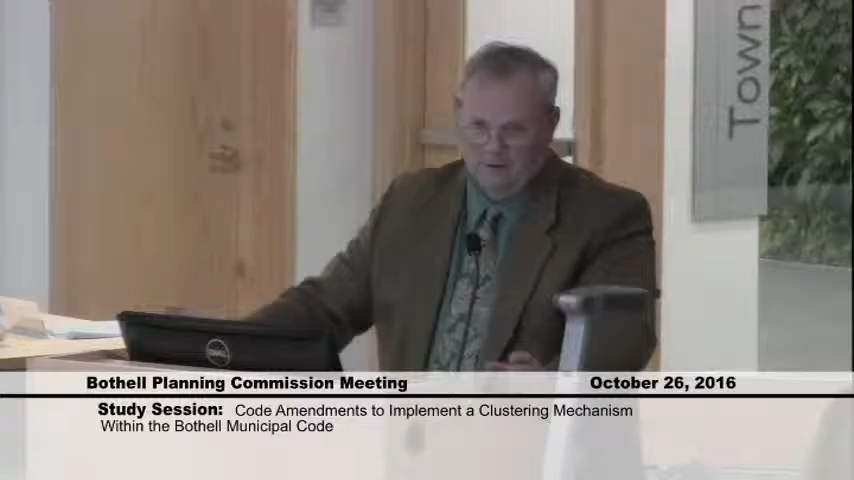 Town
DELL
Bothell Planning Commission Meeting October 26, 2016
Study Session: Code Amendments to Implement a Clustering Mechanism
Within the Bothell Municipal Code